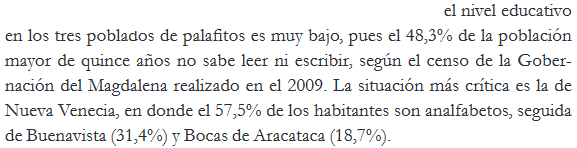 el nivel educativo
en los tres poblados de palafitos es muy bajo, pues el 48,3% de la población
mayor de quince años no sabe leer ni escribir, según el censo de la Gober-
nación del Magdalena realizado en el 2009. La situación más crítica es la de
Nueva Venecia, en donde el 57,5% de los habitantes son analfabetos, seguida
de Buenavista (31,4%) y Bocas de Aracataca (18,7%).